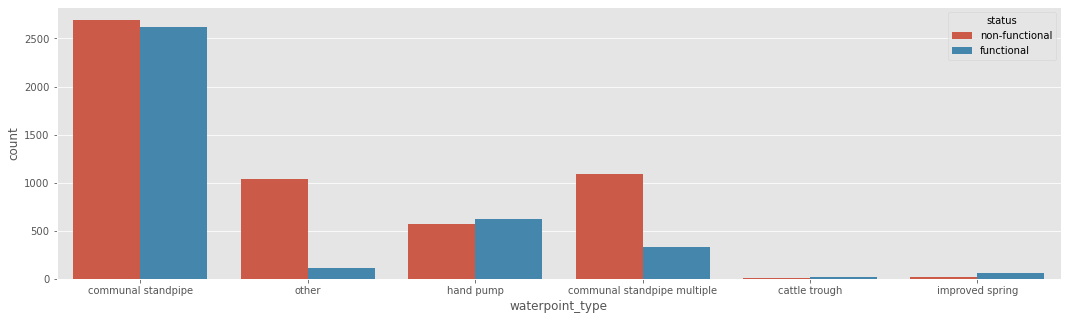 status
non-functional
functional
2500
2000
1500
1000
500
0
count
communal standpipe
other
hand pump
communal standpipe multiple
cattle trough
improved spring
waterpoint_type